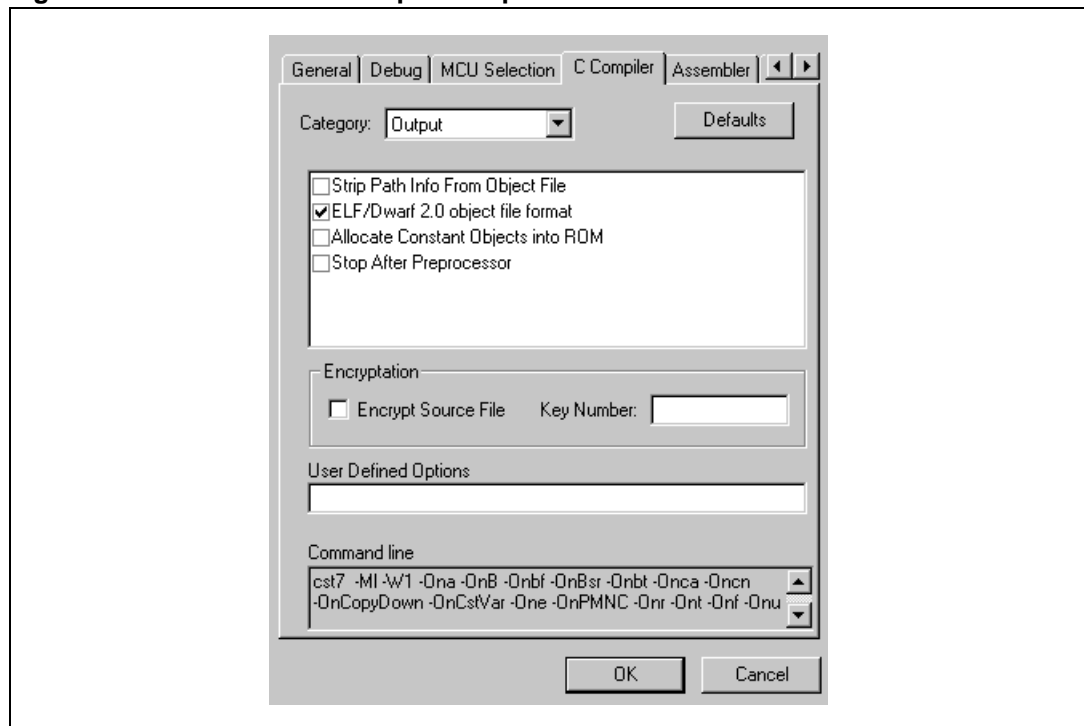 General Debug MCU Selection C Compiler Assembler
Category: Output Defaults
Strip Path Info From Object File
ELF/Dwarf 2.0 object file format
Allocate Constant Objects into ROM
Stop After Preprocessor
Encryptation
Encrypt Source File Key Number:
User Defined Options
Command line
cst7 -Ml -W1 -Ona -OnB -Onbf -OnBsr -Onbt -Onca -Oncn
-OnCopyDown -OnCstVar -One -OnPMNC -Onr -Ont -Onf -Onu
OK Cancel